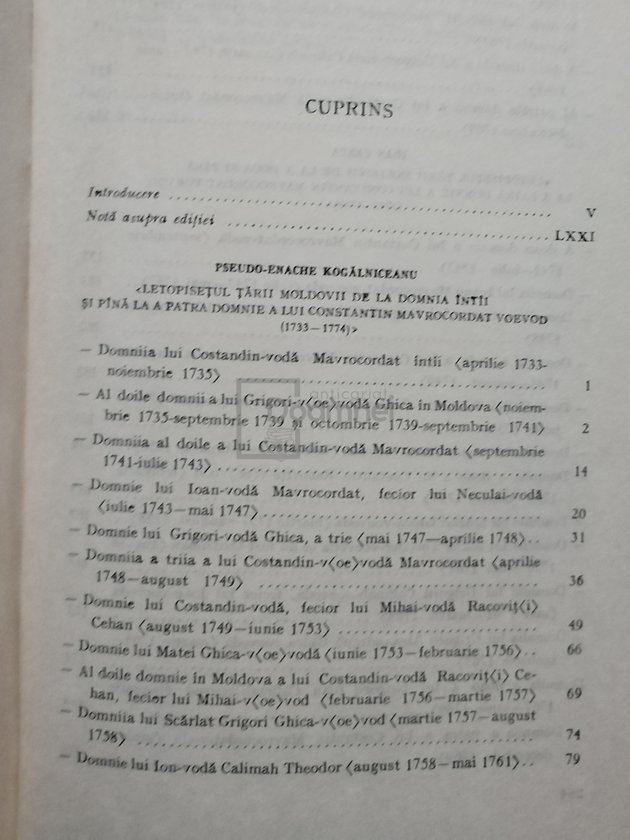 CUPRINS
Introducere V
Notă asupra ediției LXXI
PSEUDO-ENACHE KOGĂLNICEANU
<LETOPISEȚUL ȚĂRII MOLDOVII DE LA DOMNIA ÎNTÎI
ȘI PÎNĂ LA A PATRA DOMNIE A LUI CONSTANTIN MAVROCORDAT VOEVOD
(1733—1774)>
— Domniia lui Costandin-vodă Mavrocordat întîi <aprilie 1733-
noiembrie 1735> 1
— Al doile domnii a lui Grigori-v<oe>vodă Ghica în Moldova <noiem-
brie 1735-septembrie 1739 și octombrie 1739-septembrie 1741> 2
— Domniia al doile a lui Costandin-vodă Mavrocordat <septembrie
1741-iulie 1743> 14
— Domnie lui Ioan-vodă Mavrocordat, fecior lui Neculai-vodă
<iulie 1743—mai 1747> 20
— Domnie lui Grigori-vodă Ghica, a trie <mai 1747—aprilie 1748> 31
— Domniia a triia a lui Costandin-v<oe>vodă Mavrocordat <aprilie
1748—august 1749> 36
— Domnie lui Costandin-vodă, fecior lui Mihai-vodă Racoviț<i>
Cehan <august 1749—iunie 1753> 49
— Domnie lui Matei Ghica-v<oe>vodă <iunie 1753—februarie 1756> 66
— Al doile domnie în Moldova a lui Costandin-vodă Racoviț<i> Ce-
han, fecior lui Mihai-v<oe>vod <februarie 1756—martie 1757> 69
— Domniia lui Scărlat Grigori Ghica-v<oe>vod <martie 1757—august
1758> 74
— Domnie lui Ion-vodă Calimah Theodor <august 1758—mai 1761> 79